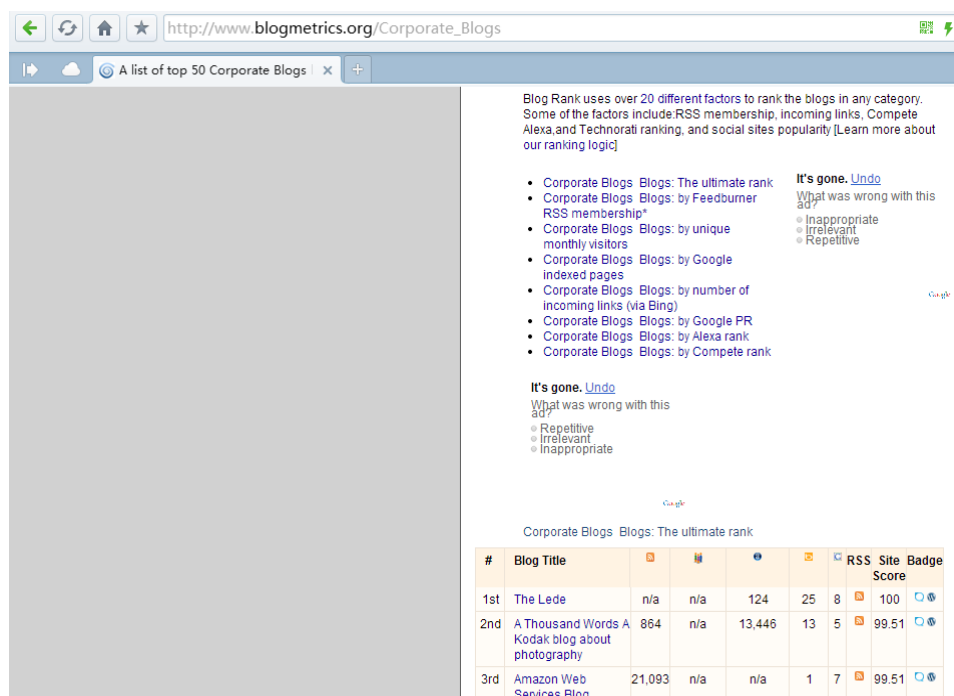 http://www.blogmetrics.org/Corporate_Blogs
A list of top 50 Corporate Blogs
Blog Rank uses over 20 different factors to rank the blogs in any category.
Some of the factors include:RSS membership, incoming links, Compete
Alexa,and Technorati ranking, and social sites popularity [Learn more about
our ranking logic]
Corporate Blogs Blogs: The ultimate rank
Corporate Blogs Blogs: by Feedburner
RSS membership*
Corporate Blogs Blogs: by unique
monthly visitors
Corporate Blogs Blogs: by Google
indexed pages
Corporate Blogs Blogs: by number of
incoming links (via Bing)
Corporate Blogs Blogs: by Google PR
Corporate Blogs Blogs: by Alexa rank
Corporate Blogs Blogs: by Compete rank
It's gone. Undo
What was wrong with this
ad?
Inappropriate
Irrelevant
Repetitive
Google
It's gone. Undo
What was wrong with this
ad?
Repetitive
Irrelevant
Inappropriate
Google
Corporate Blogs Blogs: The ultimate rank
# Blog Title RSS Site Score Badge
1st The Lede n/a n/a 124 25 8 100
2nd A Thousand Words A 864 n/a 13,446 13 5 99.51
Kodak blog about
photography
3rd Amazon Web 21,093 n/a n/a 1 7 99.51
Services Blog